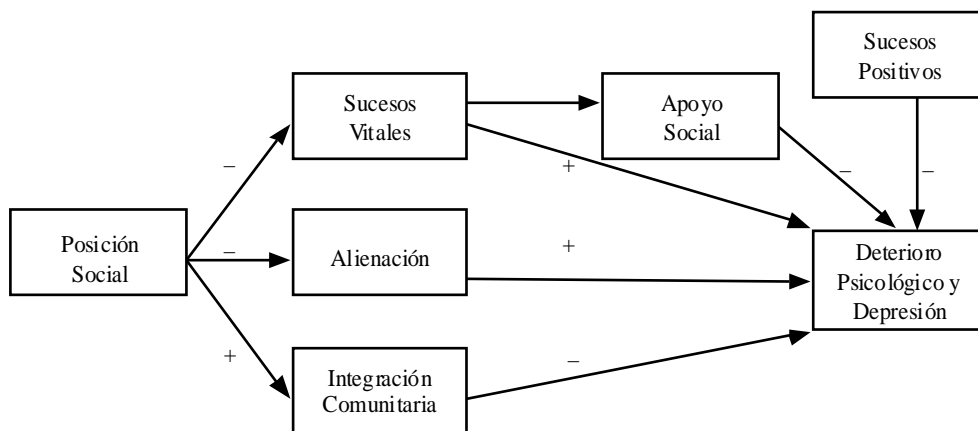 Sucesos
Positivos
Sucesos
Vitales
Apoyo
Social
–
+
–
–
Posición
Social
–
Alienación
+
Deterioro
Psicológico y
Depresión
+
–
Integración
Comunitaria